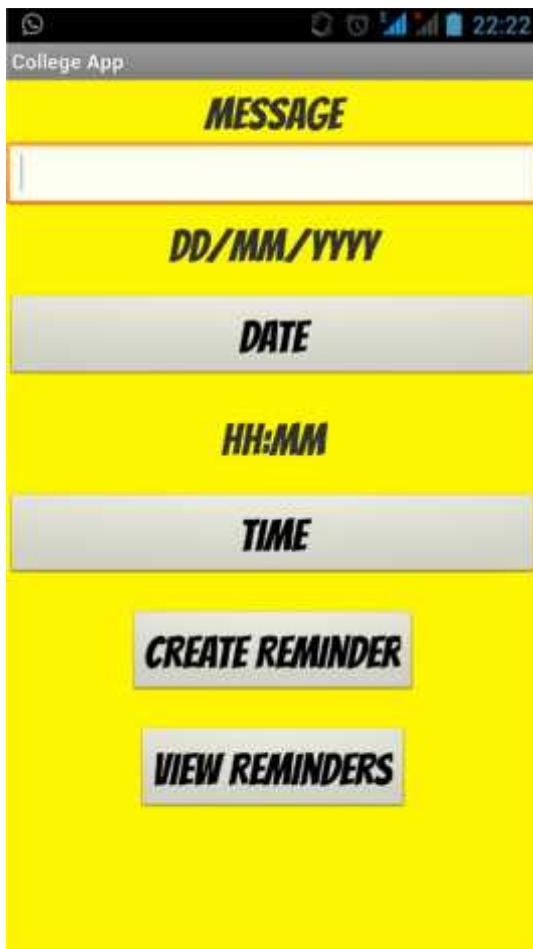 22:22
College App
MESSAGE
DD/MM/YYYY
DATE
HH:MM
TIME
CREATE REMINDER
VIEW REMINDERS